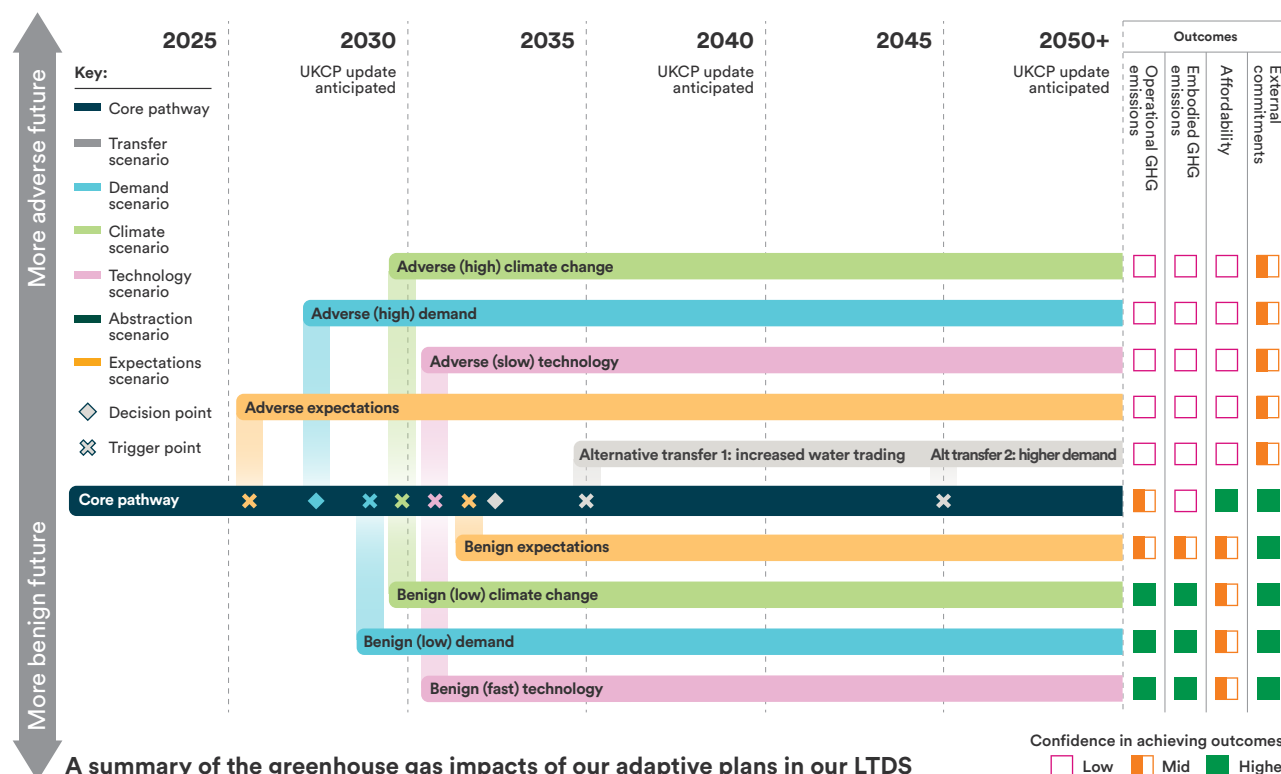 More adverse future
More benign future
2025
2030
2035
2040
2045
2050+
UKCP update
anticipated
UKCP update
anticipated
UKCP update
anticipated
Outcomes
Operational GHG
emissions
Embodied GHG
emissions
Affordability
External
commitments
Key:
Core pathway
Transfer
scenario
Demand
scenario
Climate
scenario
Technology
scenario
Abstraction
scenario
Expectations
scenario
Decision point
Trigger point
Adverse (high) climate change
Adverse (high) demand
Adverse (slow) technology
Adverse expectations
Alternative transfer 1: increased water trading
Alt transfer 2: higher demand
Core pathway
Benign expectations
Benign (low) climate change
Benign (low) demand
Benign (fast) technology
Confidence in achieving outcomes
Low
Mid
Highe
A summary of the greenhouse gas impacts of our adaptive plans in our LTDS